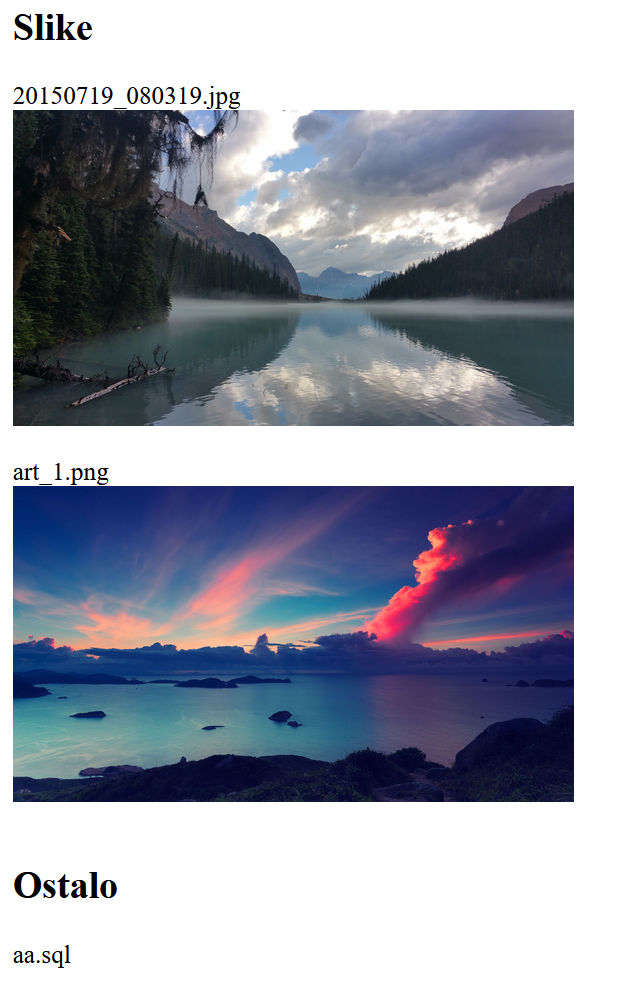 Slike
20150719_080319.jpg
art_1.png
Ostalo
aa.sql